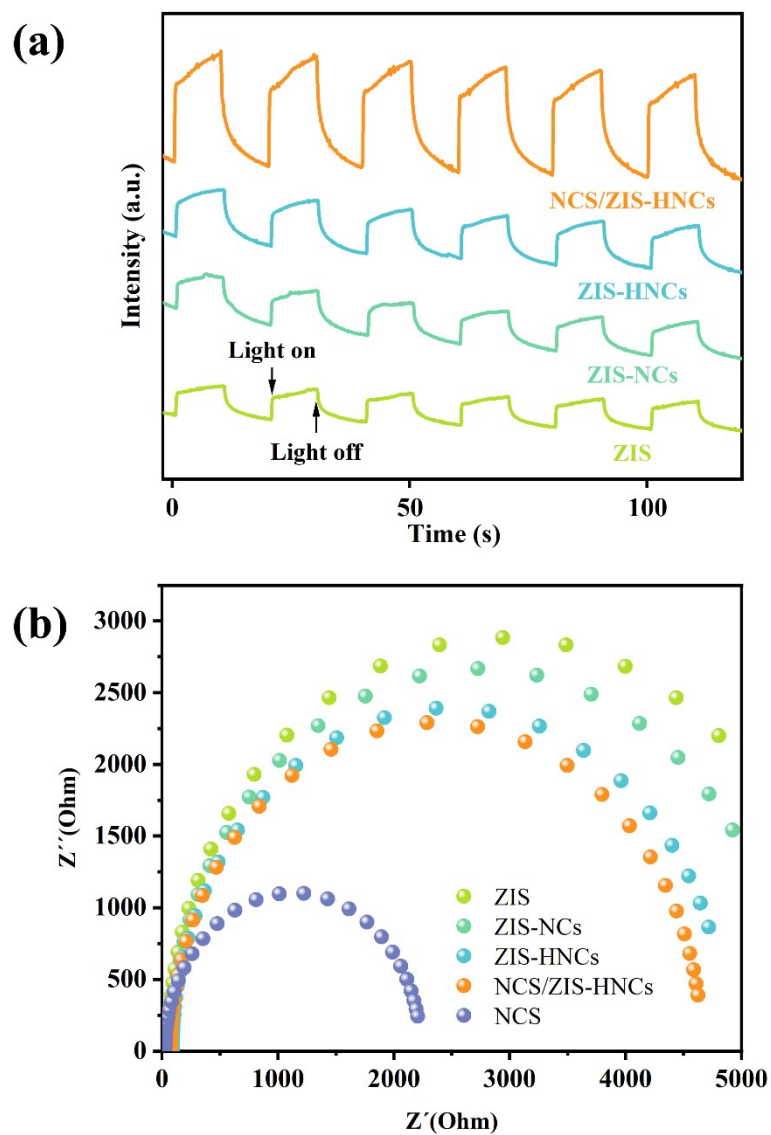 (a)
Intensity (a.u.)
NCS/ZIS-HNCs
ZIS-HNCs
ZIS-NCs
Light on
Light off
ZIS
0
50
100
Time (s)
(b)
Z´´(Ohm)
3000
2500
2000
1500
1000
500
0
ZIS
ZIS-NCs
ZIS-HNCs
NCS/ZIS-HNCs
NCS
0
1000
2000
3000
4000
5000
Z´(Ohm)